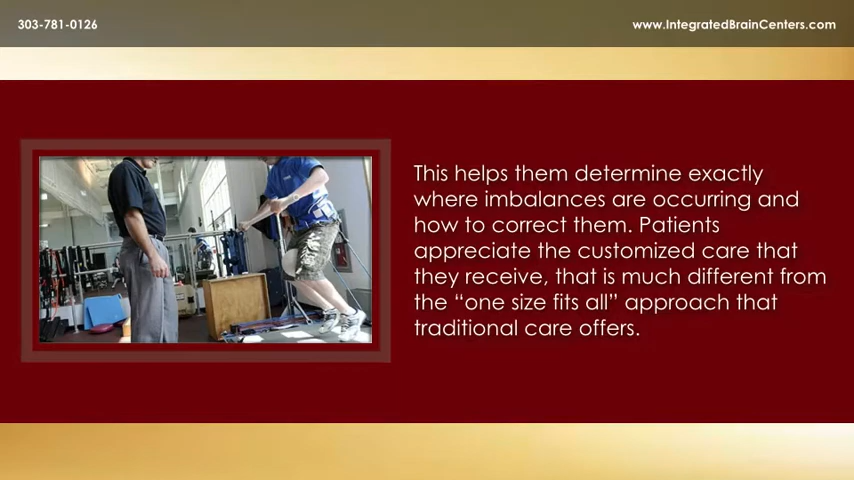 303-781-0126
www.IntegratedBrainCenters.com
This helps them determine exactly
where imbalances are occurring and
how to correct them. Patients
appreciate the customized care that
they receive, that is much different from
the “one size fits all” approach that
traditional care offers.